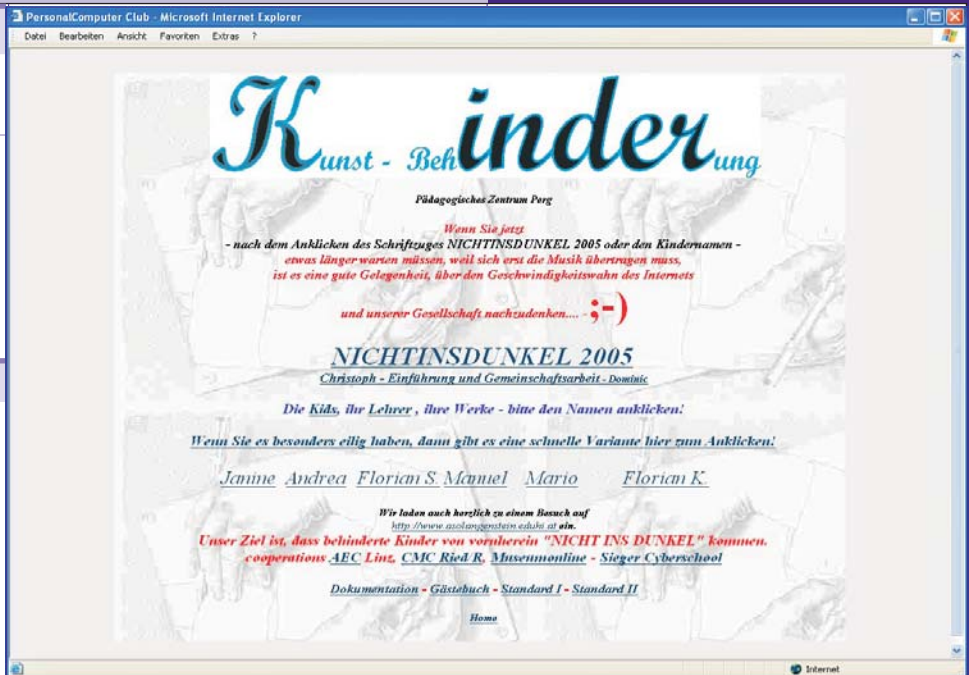 PersonalComputer Club - Microsoft Internet Explorer
Datei Bearbeiten Ansicht Favoriten Extras ?
Kunst - Behinderung
Pädagogisches Zentrum Perg
Wenn Sie jetzt
- nach dem Anklicken des Schriftzuges NICHTINSDUNKEL 2005 oder den Kindernamen -
etwas länger warten müssen, weil sich erst die Musik übertragen muss,
ist es eine gute Gelegenheit, über den Geschwindigkeitswahn des Internets
und unserer Gesellschaft nachzudenken.... - ;-)
NICHTINSDUNKEL 2005
Christoph - Einführung und Gemeinschaftsarbeit - Dominic
Die Kids, ihr Lehrer , ihre Werke - bitte den Namen anklicken!
Wenn Sie es besonders eilig haben, dann gibt es eine schnelle Variante hier zum Anklicken!
Janine Andrea Florian S. Manuel Mario Florian K.
Wir laden auch herzlich zu einem Besuch auf
http://www.asolangenstein.eduhi.at ein.
Unser Ziel ist, dass behinderte Kinder von vornherein "NICHT INS DUNKEL" kommen.
cooperations AEC Linz, CMC Ried/R, Museumonline - Sieger Cyberschool
Dokumentation - Gästebuch - Standard I - Standard II
Home
Internet